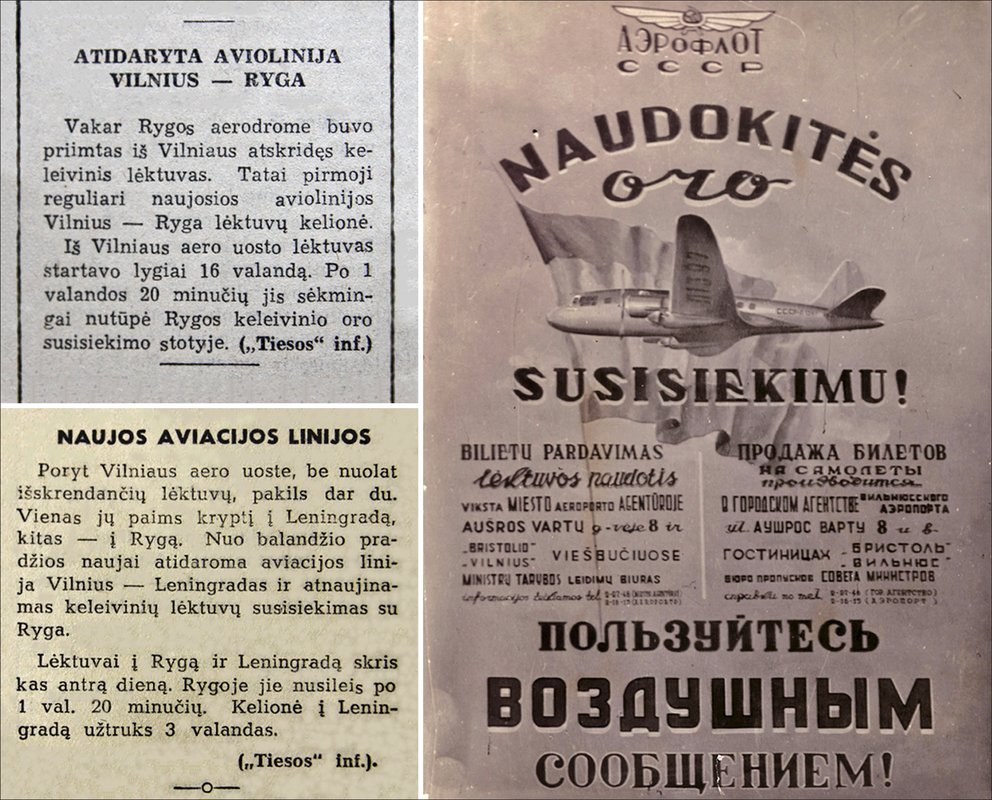 ATIDARYTA AVIOLINIJA
VILNIUS — RYGA
Vakar Rygos aerodrome buvo
priimtas iš Vilniaus atskridęs ke-
leivinis lėktuvas. Tatai pirmoji
reguliari naujosios aviolinijos
Vilnius — Ryga lėktuvų kelionė.
Iš Vilniaus aero uosto lėktuvas
startavo lygiai 16 valandą. Po 1
valandos 20 minučių jis sėkmin-
gai nutūpė Rygos keleivinio oro
susisiekimo stotyje. („Tiesos“ inf.)
NAUJOS AVIACIJOS LINIJOS
Poryt Vilniaus aero uoste, be nuolat
išskrendančių lėktuvų, pakils dar du.
Vienas jų paims kryptį į Leningradą,
kitas — į Rygą. Nuo balandžio pra-
džios naujai atidaroma aviacijos lini-
ja Vilnius — Leningradas ir atnaujina-
mas keleivinių lėktuvų susisiekimas su
Ryga.
Lėktuvai į Rygą ir Leningradą skris
kas antrą dieną. Rygoje jie nusileis po
1 val. 20 minučių. Kelionė į Lenin-
gradą užtruks 3 valandas.
(„Tiesos“ inf.).
АЭРОФЛОТ
СССР
NAUDOKITĖS
oro
SUSISIEKIMU!
BILIETŲ PARDAVIMAS
lėktuvos naudotis
VIKSTA MIESTO AEROPORTO AGENTŪROJE
AUŠROS VARTŲ g-vėje 8 ir
„BRISTOLIO“
„VILNIUS“ VIEŠBUČIUOSE
MINISTRŲ TARYBOS LEIDIMŲ BIURAS
informacijos teikiamos tel.
ПРОДАЖА БИЛЕТОВ
НА САМОЛЕТЫ
производится
В ГОРОДСКОМ АГЕНТСТВЕ ВИЛЬНЮССКОГО АЭРОПОРТА
ul. АУШРОС ВАРТУ 8 и в
ГОСТИНИЦАХ „БРИСТОЛЬ“
„ВИЛЬНЮС“
БЮРО ПРОПУСКОВ СОВЕТА МИНИСТРОВ
справки по тел.
ПОЛЬЗУЙТЕСЬ
ВОЗДУШНЫМ
СООБЩЕНИЕМ!